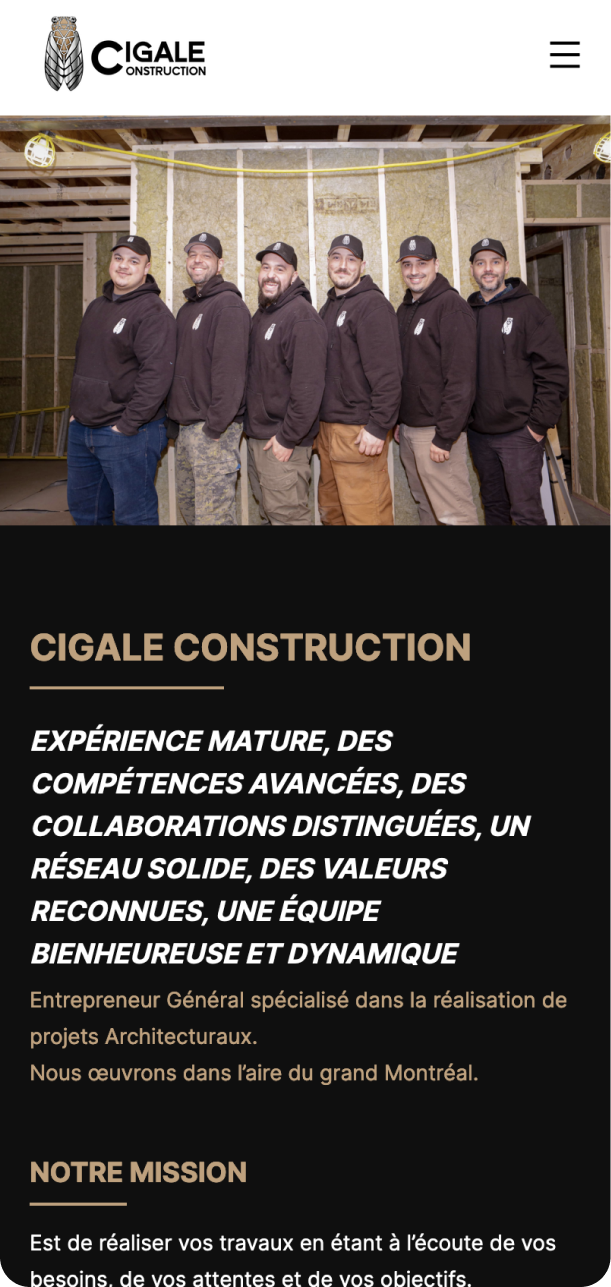 CIGALE
CONSTRUCTION
CIGALE CONSTRUCTION
EXPÉRIENCE MATURE, DES
COMPÉTENCES AVANCÉES, DES
COLLABORATIONS DISTINGUÉES, UN
RÉSEAU SOLIDE, DES VALEURS
RECONNUES, UNE ÉQUIPE
BIENHEUREUSE ET DYNAMIQUE
Entrepreneur Général spécialisé dans la réalisation de
projets Architecturaux.
Nous œuvrons dans l’aire du grand Montréal.
NOTRE MISSION
Est de réaliser vos travaux en étant à l’écoute de vos
besoins, de vos attentes et de vos objectifs.